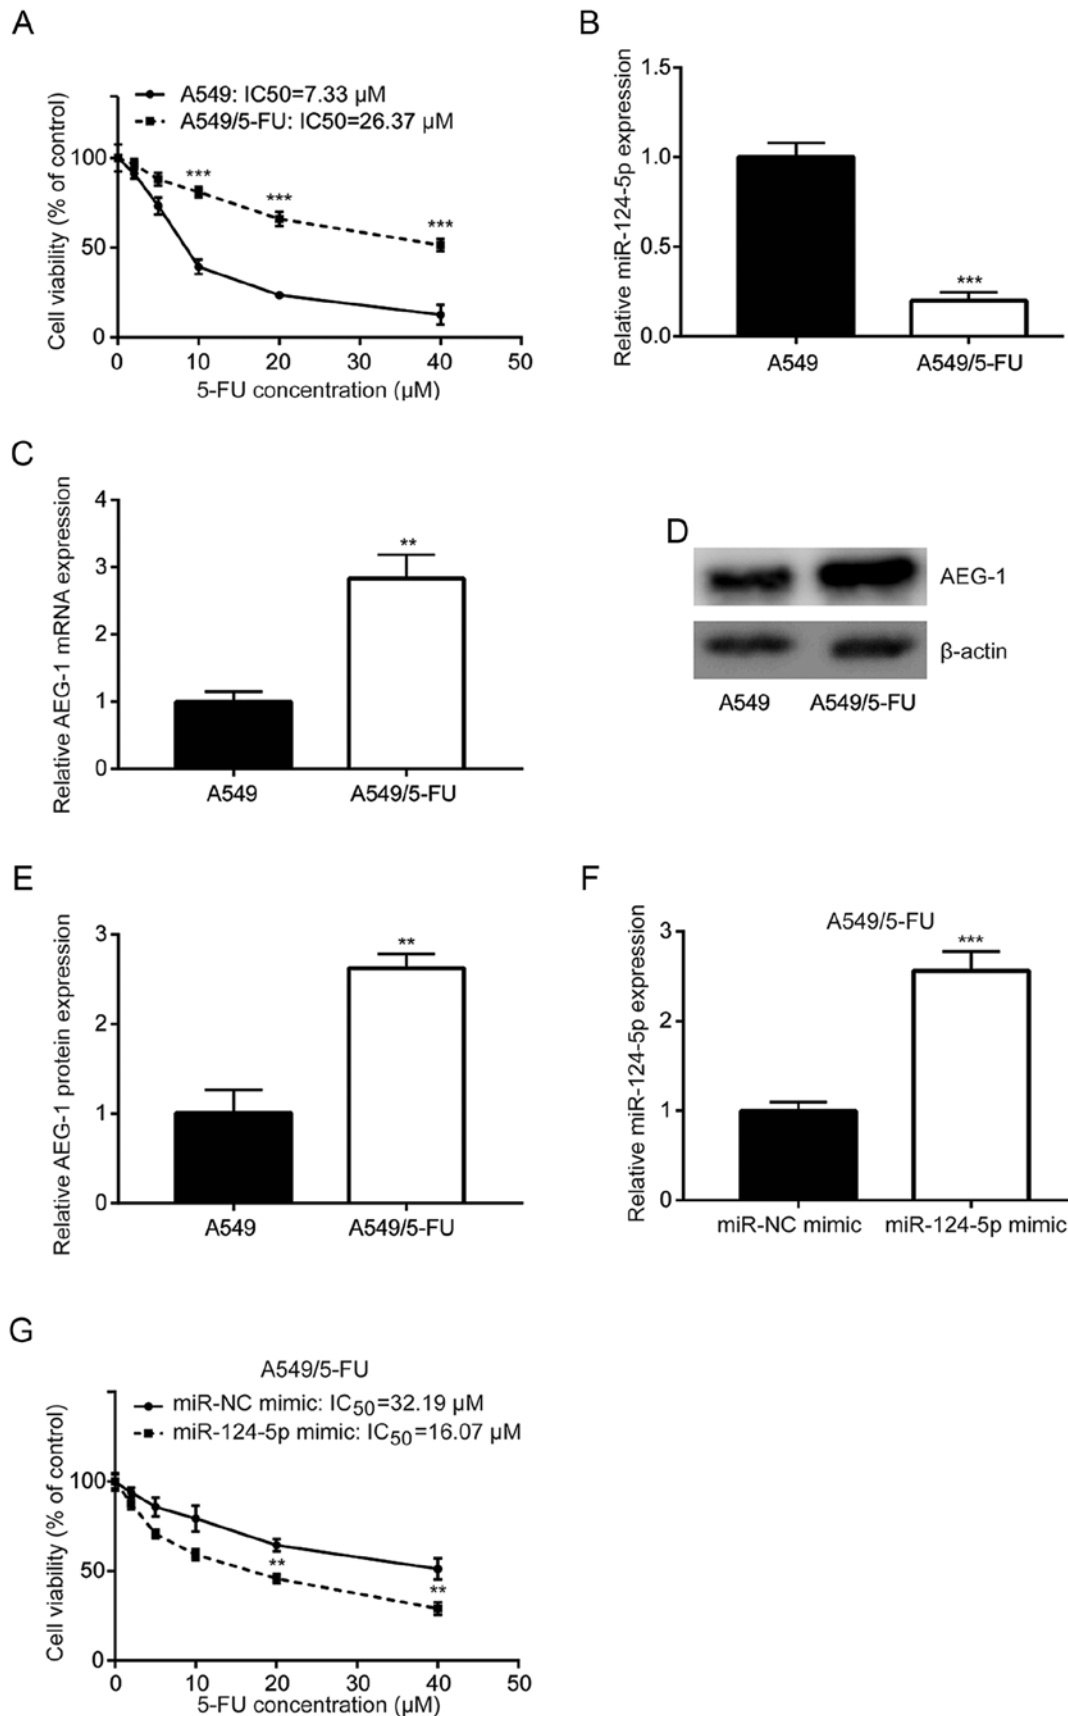 A
Cell viability (% of control)
A549: IC50=7.33 µM
A549/5-FU: IC50=26.37 µM
100
50
0
***
***
***
0 10 20 30 40 50
5-FU concentration (µM)
B
Relative miR-124-5p expression
1.5
1.0
0.5
0.0
***
A549 A549/5-FU
C
Relative AEG-1 mRNA expression
4
3
2
1
0
**
A549 A549/5-FU
D
AEG-1
β-actin
A549 A549/5-FU
E
Relative AEG-1 protein expression
3
2
1
0
**
A549 A549/5-FU
F
Relative miR-124-5p expression
A549/5-FU
3
2
1
0
***
miR-NC mimic miR-124-5p mimic
G
Cell viability (% of control)
A549/5-FU
miR-NC mimic: IC50=32.19 µM
miR-124-5p mimic: IC50=16.07 µM
100
50
0
**
**
0 10 20 30 40 50
5-FU concentration (µM)